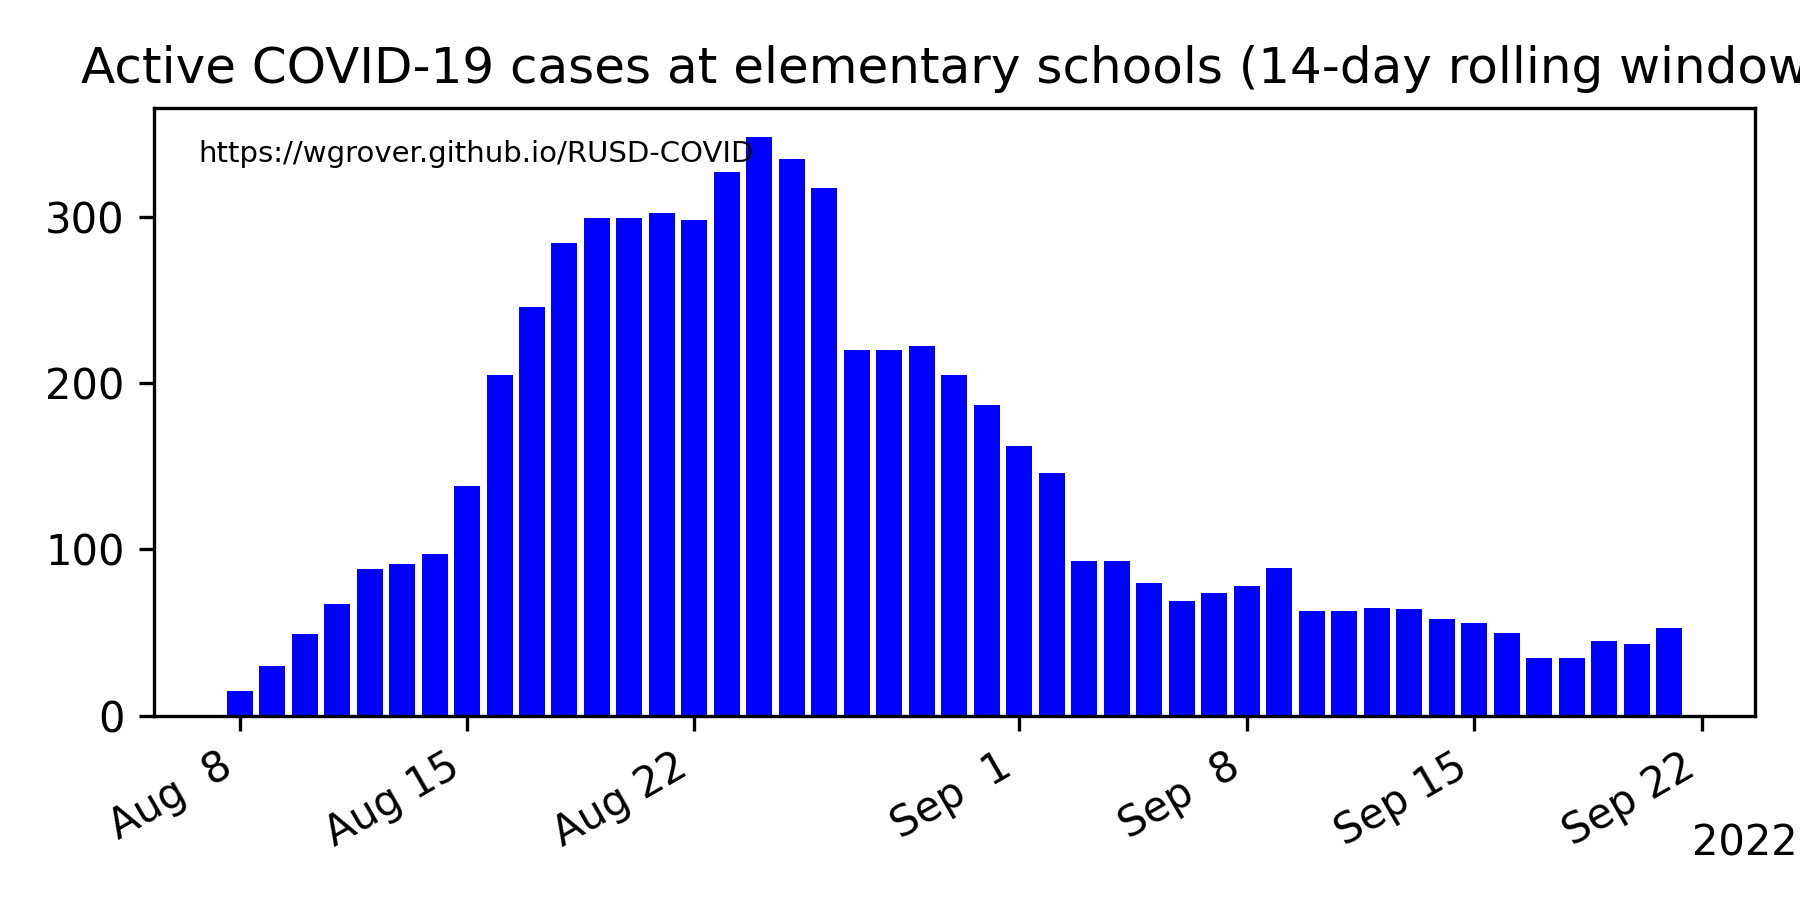 Active COVID-19 cases at elementary schools (14-day rolling window
https://wgrover.github.io/RUSD-COVID
300
200
100
0
Aug 8
Aug 15
Aug 22
Sep 1
Sep 8
Sep 15
Sep 22
2022